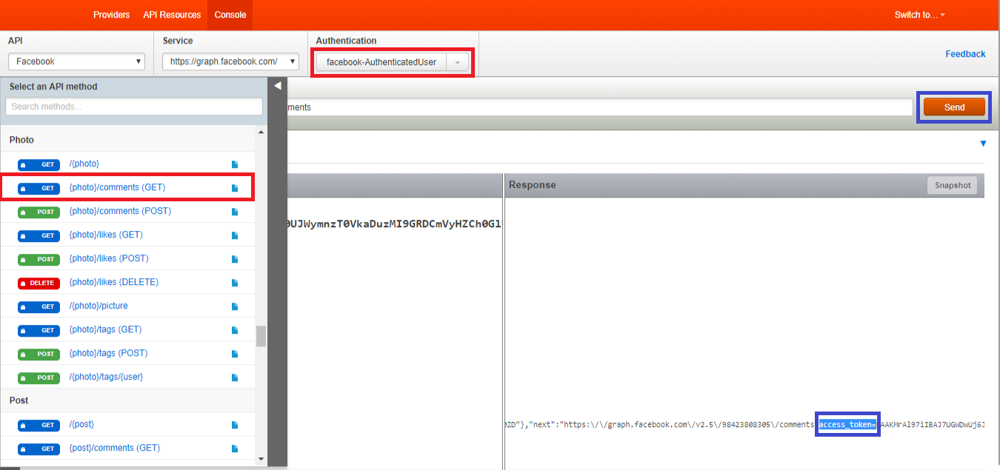 Providers API Resources Console Switch to...
API Service Authentication
Facebook https://graph.facebook.com/ facebook-AuthenticatedUser Feedback
Select an API method
Search methods...
ments Send
Photo
GET /{photo}
GET {photo}/comments (GET)
POST {photo}/comments (POST)
GET {photo}/likes (GET)
POST {photo}/likes (POST)
DELETE {photo}/likes (DELETE)
GET /{photo}/picture
GET {photo}/tags (GET)
POST {photo}/tags (POST)
POST /{photo}/tags/{user}
Post
GET /{post}
GET {post}/comments (GET)
0UJWymnzT0VkaDuzMI9GRDCmVyHZCh0Gl
Response Snapshot
ZD"},"next":"https:\/\/graph.facebook.com\/v2.5\/98423808305\/comments access_token=